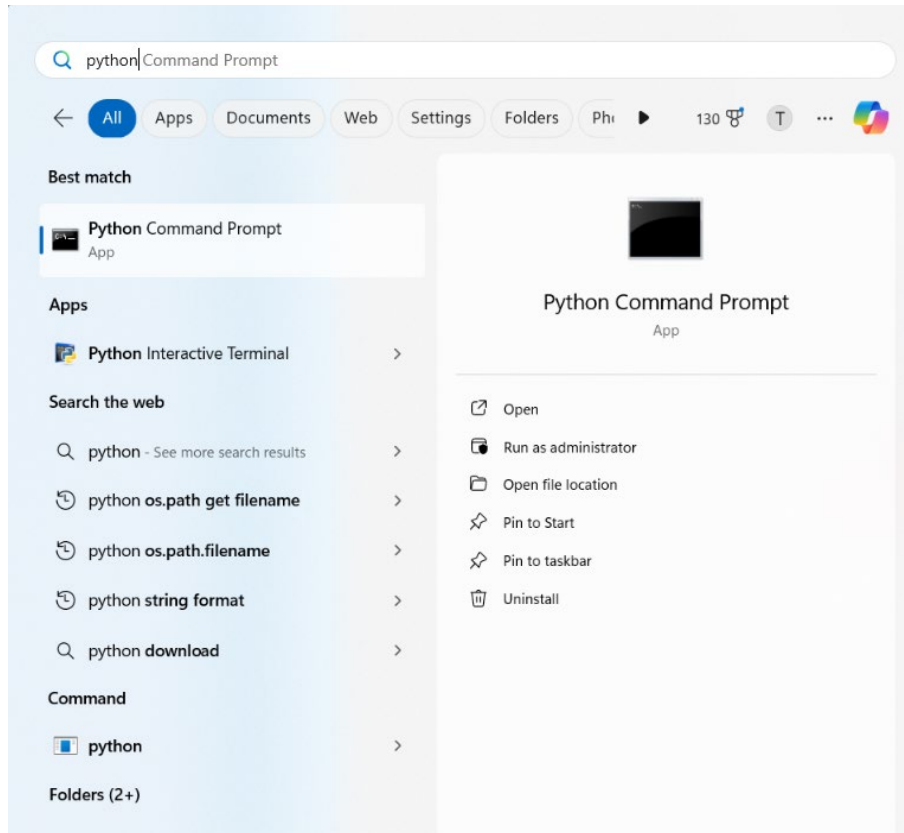 python Command Prompt
All Apps Documents Web Settings Folders 130 T ...
Best match
Python Command Prompt
App
Apps
Python Interactive Terminal
Search the web
python - See more search results
python os.path get filename
python os.path.filename
python string format
python download
Command
python
Folders (2+)
Python Command Prompt
App
Open
Run as administrator
Open file location
Pin to Start
Pin to taskbar
Uninstall